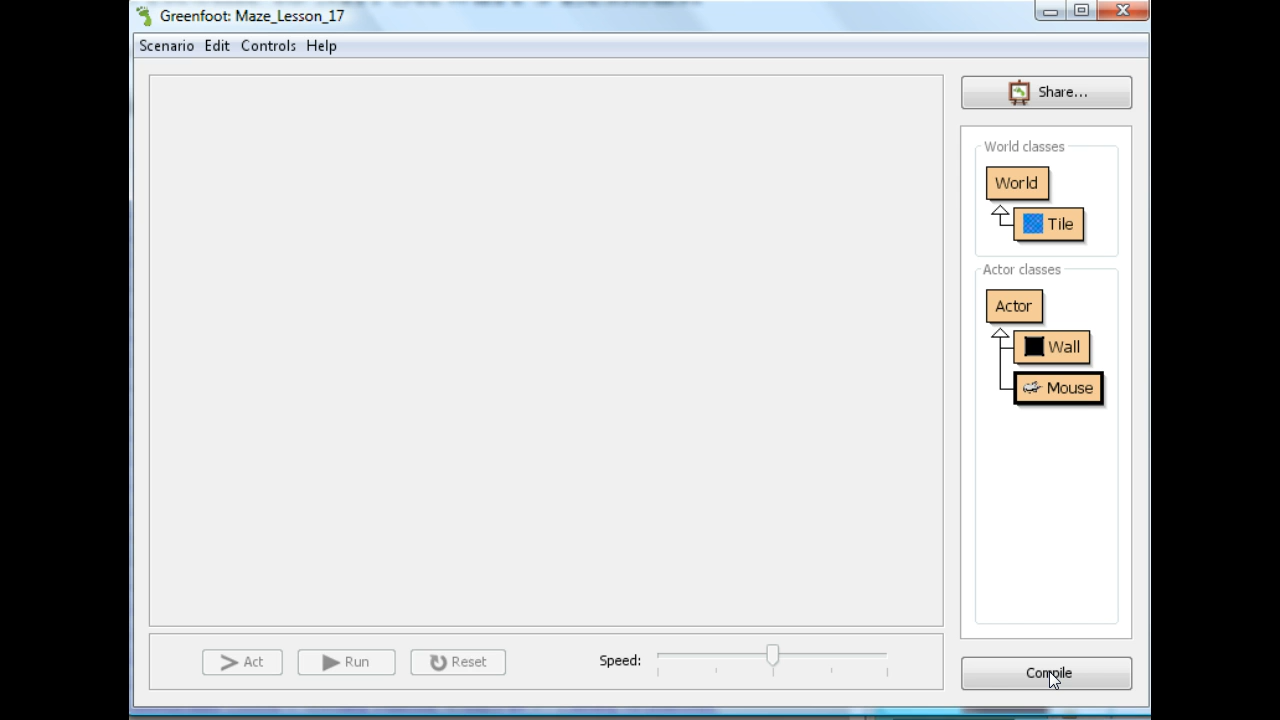 Greenfoot: Maze_Lesson_17
Scenario Edit Controls Help
Share...
World classes
World
Tile
Actor classes
Actor
Wall
Mouse
Act Run Reset Speed:
Compile